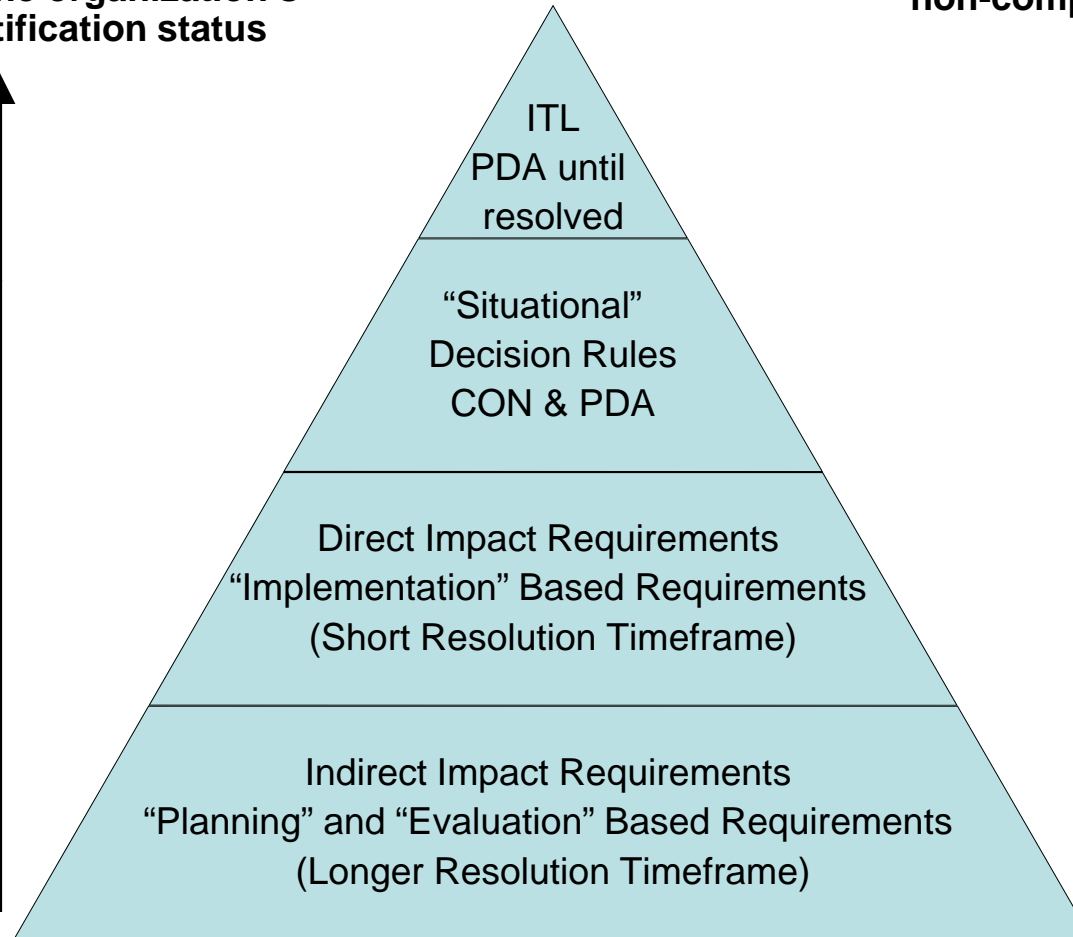 tification status
ITL
PDA until
resolved
“Situational”
Decision Rules
CON & PDA
Direct Impact Requirements
“Implementation” Based Requirements
(Short Resolution Timeframe)
Indirect Impact Requirements
“Planning” and “Evaluation” Based Requirements
(Longer Resolution Timeframe)